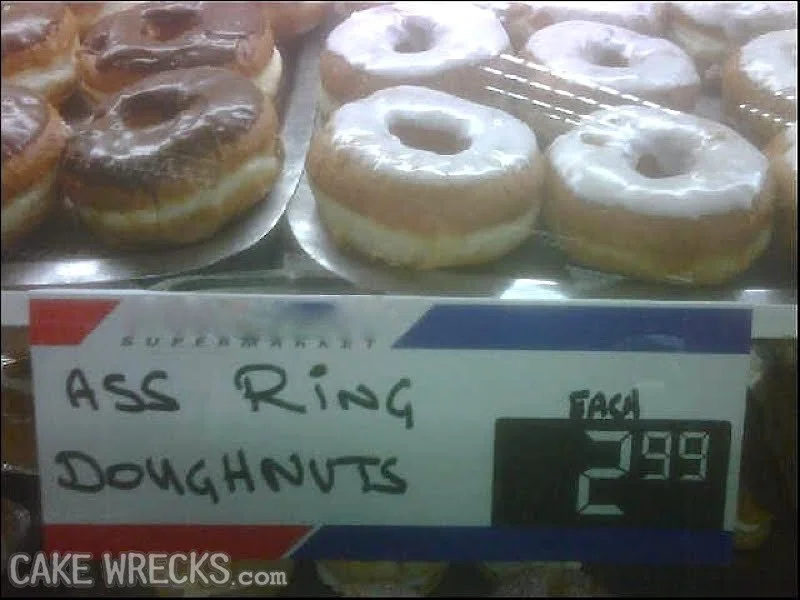 SUPERMARKET
ASS RING
DOUGHNUTS
EACH
2 99
CAKE WRECKS.com